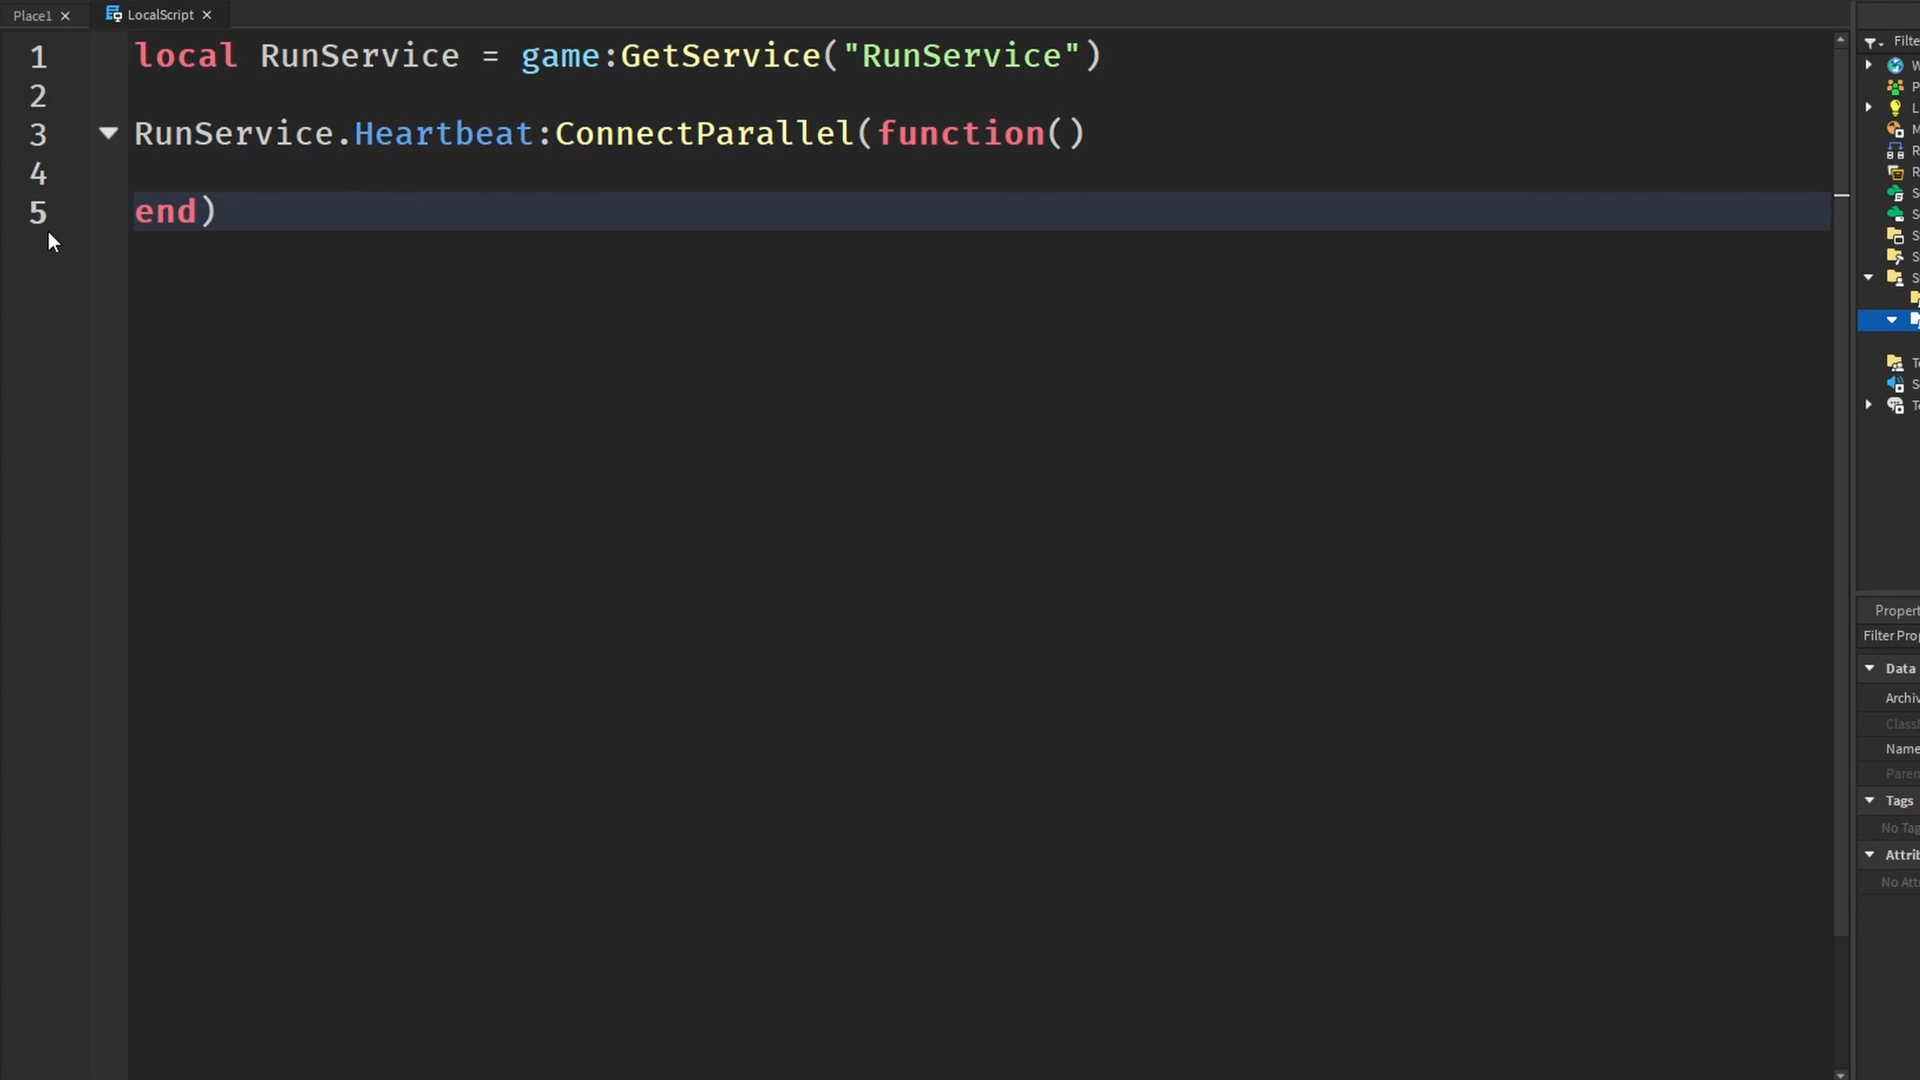 Place1
LocalScript
1 local RunService = game:GetService("RunService")
2
3 RunService.Heartbeat:ConnectParallel(function()
4
5 end)
Filte
W
P
L
M
R
R
S
S
S
S
S
T
S
T
Propert
Filter Pro
Data
Archiv
Class
Name
Paren
Tags
No Tag
Attrib
No Att